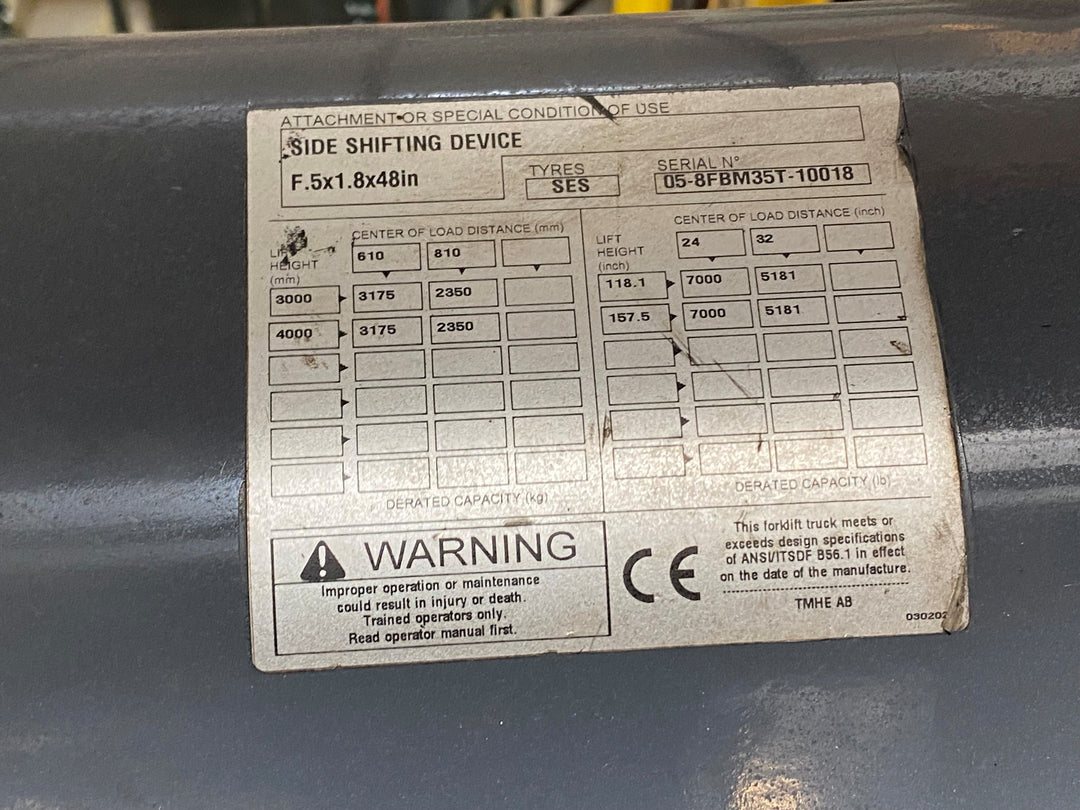 ATTACHMENT OR SPECIAL CONDITION OF USE
SIDE SHIFTING DEVICE
F.5x1.8x48in
TYRES
SES
SERIAL N°
05-8FBM35T-10018
LIFT HEIGHT (mm)
CENTER OF LOAD DISTANCE (mm)
610 810
3000 3175 2350
4000 3175 2350
DERATED CAPACITY (kg)
LIFT
HEIGHT
(inch)
CENTER OF LOAD DISTANCE (inch)
24 32
118.1 7000 5181
157.5 7000 5181
DERATED CAPACITY (lb)
WARNING
Improper operation or maintenance
could result in injury or death.
Trained operators only.
Read operator manual first.
CE
This forklift truck meets or
exceeds design specifications
of ANSI/ITSDF B56.1 in effect
on the date of the manufacture.
TMHE AB
030202